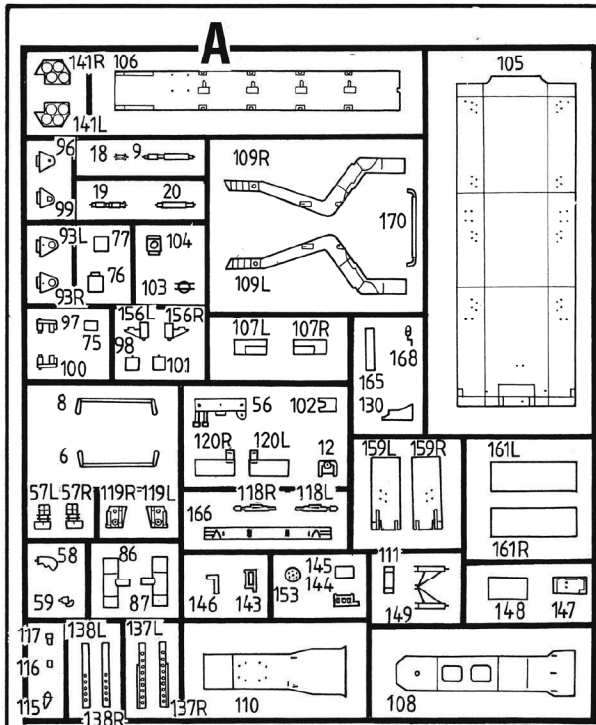 A
141R 106 105
141L
96 18 9 109R
99 19 20 170
93L 77 104
93R 76 103 109L
97 75 156L 156R 107L 107R 168
100 98 101 165
8 56 102 130
6 120R 120L 12 159L 159R 161L
57L 57R 119R 119L 118R 118L
166 161R
58 86 145 111
59 87 146 143 153 144 149 148 147
117 138L 137L
116
115 138R 137R 110 108